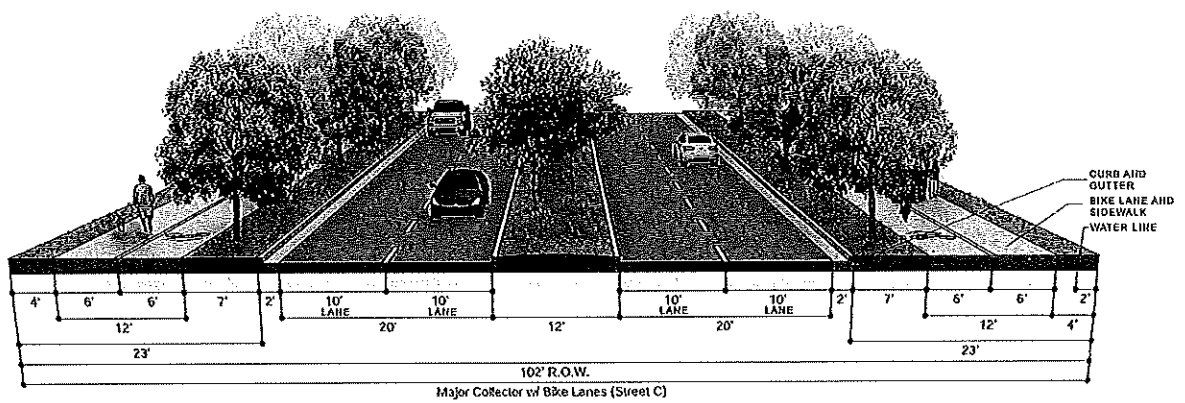 CURB AND
GUTTER
BIKE LANE AND
SIDEWALK
WATER LINE
4' 6' 6' 7' 2' 10' 10' 10' 10' 2' 7' 6' 6' 2'
LANE LANE LANE LANE
12' 20' 12' 20' 12' 4'
23' 23'
102' R.O.W.
Major Collector w/ Bike Lanes (Street C)